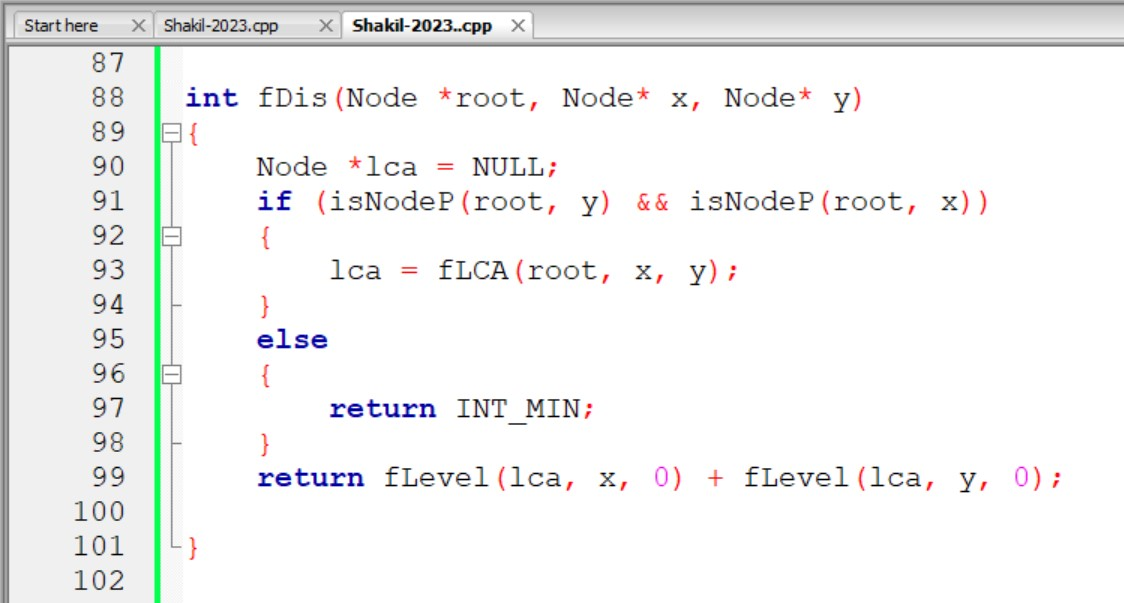 Start here Shakil-2023.cpp Shakil-2023..cpp
87
88 int fDis(Node *root, Node* x, Node* y)
89 {
90 Node *lca = NULL;
91 if (isNodeP(root, y) && isNodeP(root, x))
92 {
93 lca = fLCA(root, x, y);
94 }
95 else
96 {
97 return INT_MIN;
98 }
99 return fLevel(lca, x, 0) + fLevel(lca, y, 0);
100
101 }
102